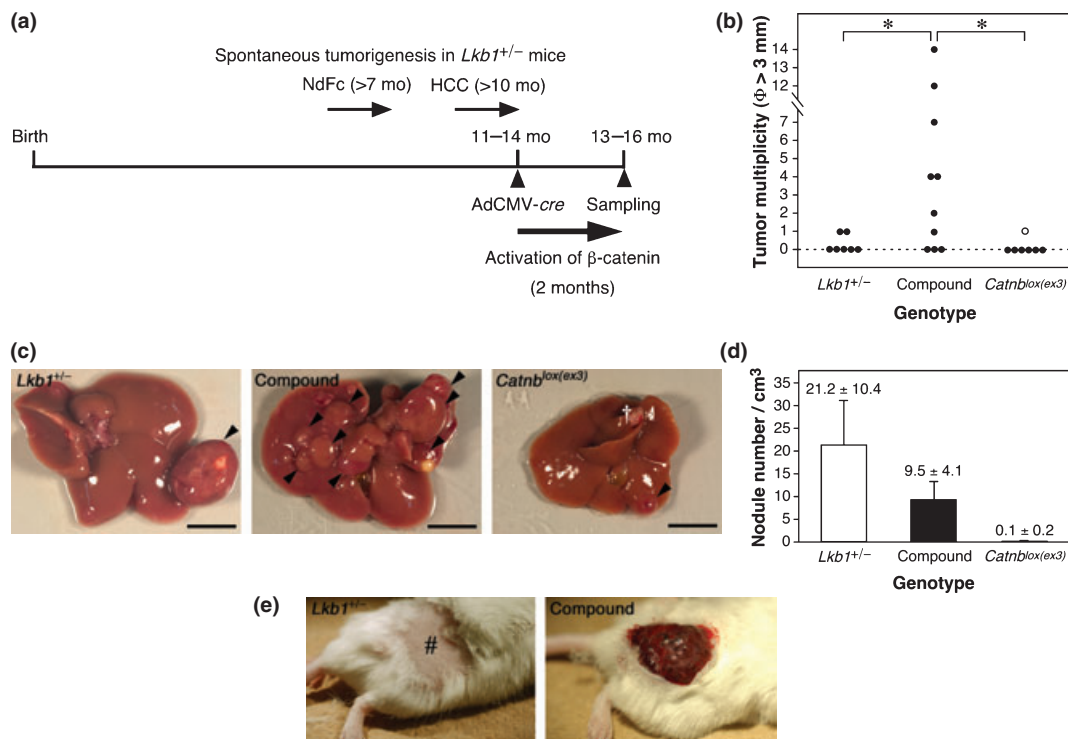 (a)
Spontaneous tumorigenesis in Lkb1+/− mice
NdFc (>7 mo) HCC (>10 mo)
Birth 11–14 mo 13–16 mo
AdCMV-cre Sampling
Activation of β-catenin
(2 months)
(b)
Tumor multiplicity (Φ > 3 mm)
* *
14
12
7
6
4
2
1
0
Lkb1+/− Compound Catnblox(ex3)
Genotype
(c)
Lkb1+/− Compound Catnblox(ex3)
†
(d)
Nodule number / cm3
35
30
25
20
15
10
5
0
21.2 ± 10.4
9.5 ± 4.1
0.1 ± 0.2
Lkb1+/− Compound Catnblox(ex3)
Genotype
(e)
Lkb1+/− Compound
#